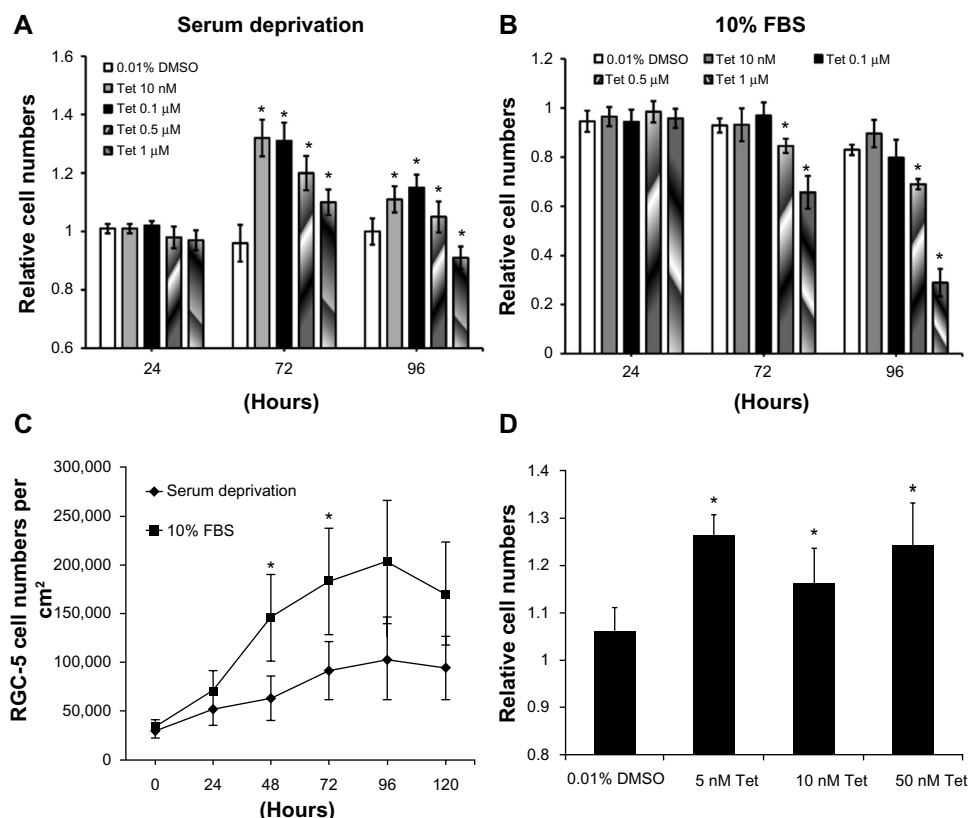 A
Serum deprivation
1.6
1.4
1.2
1
0.8
0.6
Relative cell numbers
0.01% DMSO
Tet 10 nM
Tet 0.1 μM
Tet 0.5 μM
Tet 1 μM
* * * *
* * * *
24 72 96
(Hours)
B
10% FBS
1.2
1
0.8
0.6
0.4
0.2
0
Relative cell numbers
0.01% DMSO Tet 10 nM Tet 0.1 μM
Tet 0.5 μM Tet 1 μM
* *
* *
24 72 96
(Hours)
C
300,000
250,000
200,000
150,000
100,000
50,000
0
RGC-5 cell numbers per
cm²
Serum deprivation
10% FBS
* *
0 24 48 72 96 120
(Hours)
D
1.4
1.3
1.2
1.1
1
0.9
0.8
Relative cell numbers
* * *
0.01% DMSO 5 nM Tet 10 nM Tet 50 nM Tet